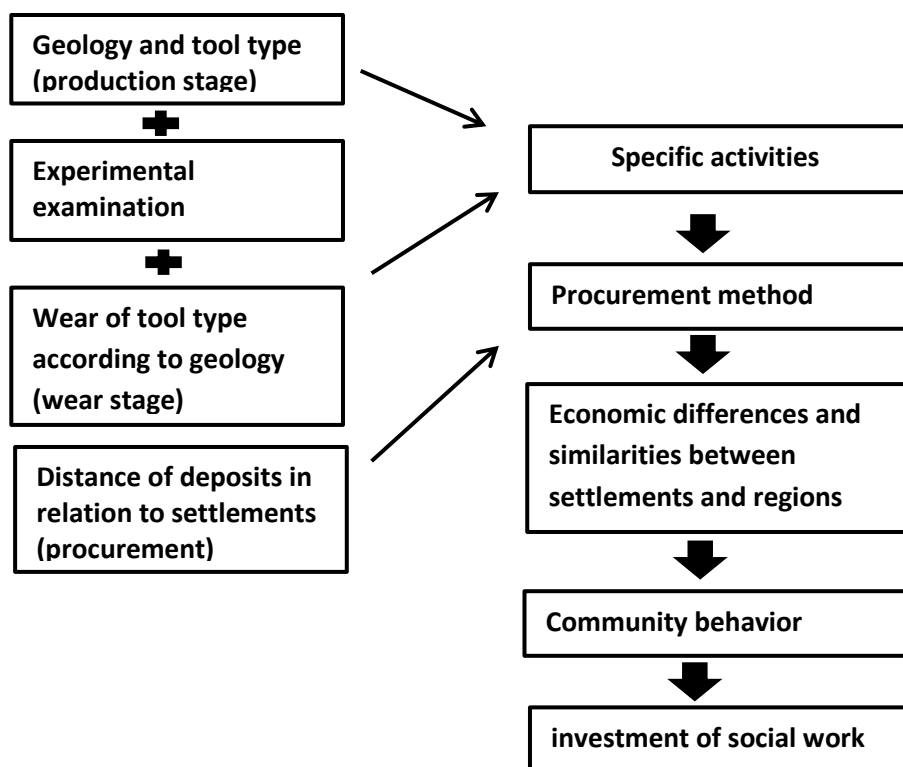 Geology and tool type
(production stage)
Experimental
examination
Wear of tool type
according to geology
(wear stage)
Distance of deposits in
relation to settlements
(procurement)
Specific activities
Procurement method
Economic differences and
similarities between
settlements and regions
Community behavior
investment of social work